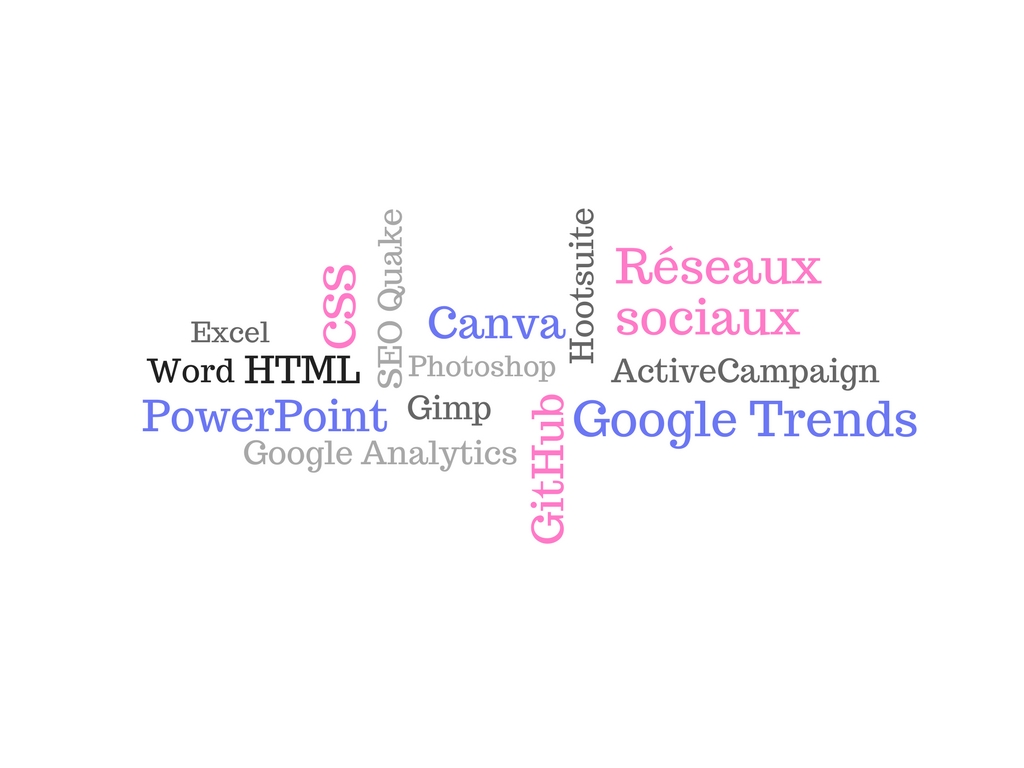 CSS
SEO Quake
Hootsuite
Réseaux
sociaux
Canva
Excel
Word HTML
Photoshop
ActiveCampaign
PowerPoint
Gimp
GitHub
Google Trends
Google Analytics